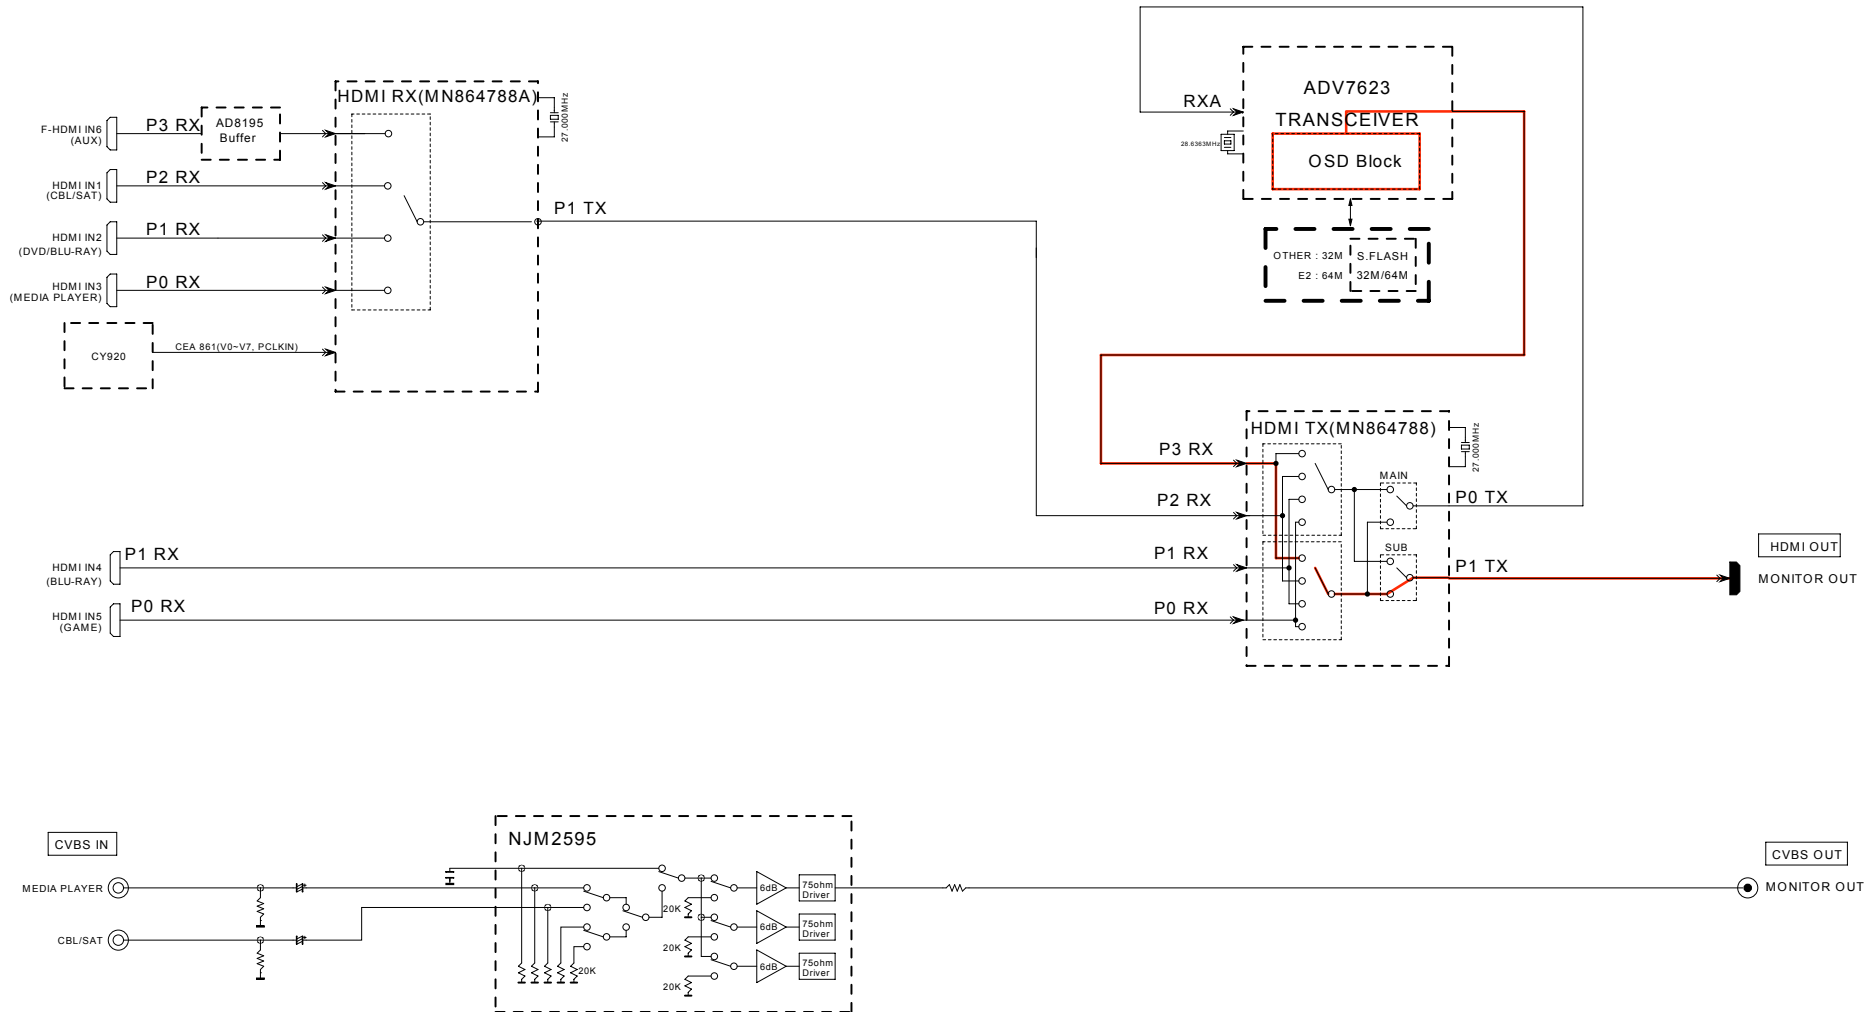 ADV7623
TRANSCEIVER
OSD Block
RXA
28.6363MHz
OTHER : 32M
E2 : 64M
S.FLASH
32M/64M
HDMI RX(MN864788A)
27.000MHz
F-HDMI IN6
(AUX)
P3 RX
AD8195
Buffer
HDMI IN1
(CBL/SAT)
P2 RX
P1 TX
HDMI IN2
(DVD/BLU-RAY)
P1 RX
HDMI IN3
(MEDIA PLAYER)
P0 RX
CY920
CEA 861(V0~V7, PCLKIN)
HDMI TX(MN864788)
27.000MHz
P3 RX
P2 RX
P1 RX
P0 RX
MAIN
SUB
P0 TX
P1 TX
HDMI OUT
MONITOR OUT
HDMI IN4
(BLU-RAY)
P1 RX
HDMI IN5
(GAME)
P0 RX
CVBS IN
MEDIA PLAYER
CBL/SAT
NJM2595
20K
20K
20K
20K
6dB
75ohm
Driver
6dB
75ohm
Driver
6dB
75ohm
Driver
CVBS OUT
MONITOR OUT